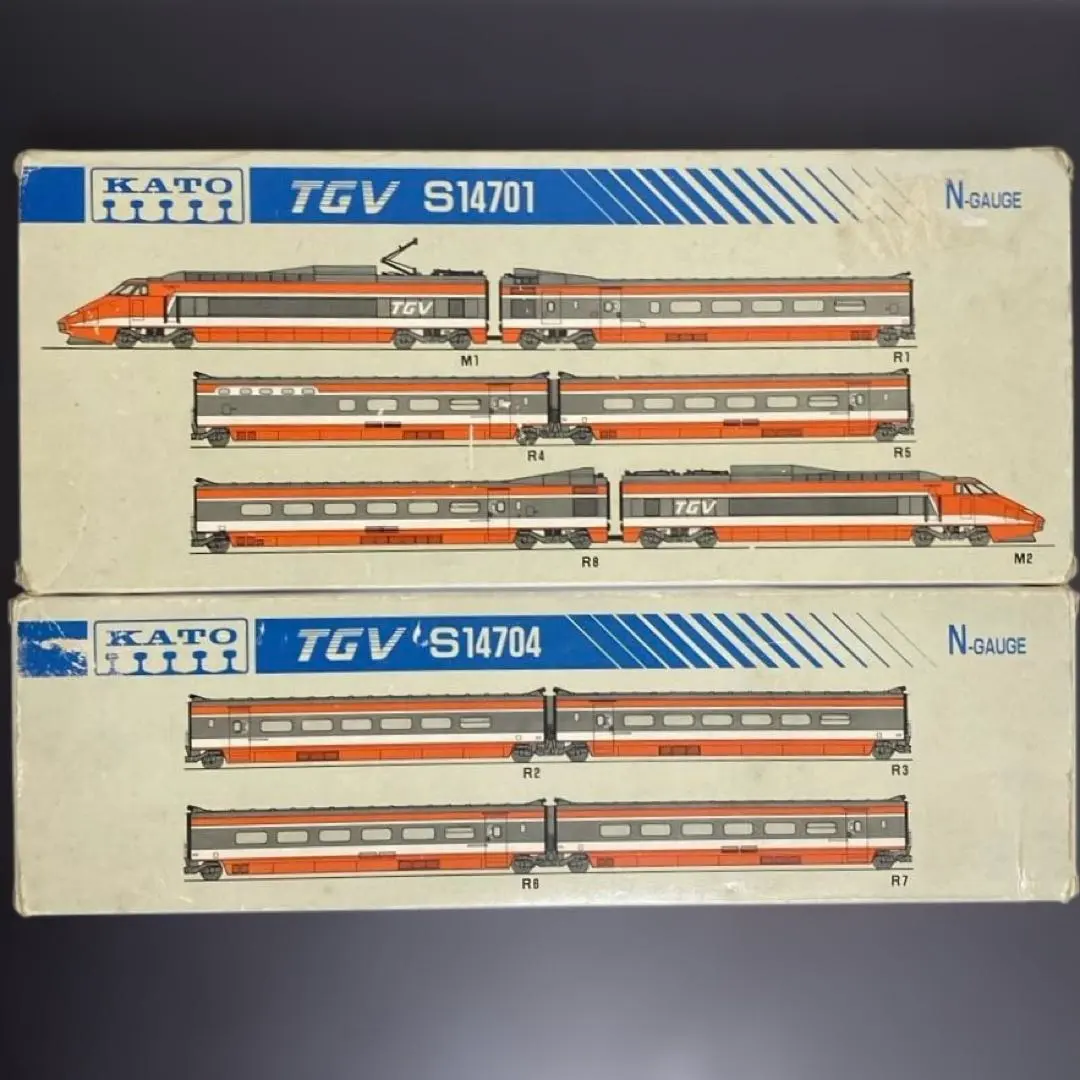 KATO TGV S14701 N-GAUGE
TGV
M1 R1
R4 R5
TGV
R8 M2
KATO TGV S14704 N-GAUGE
R2 R3
R6 R7